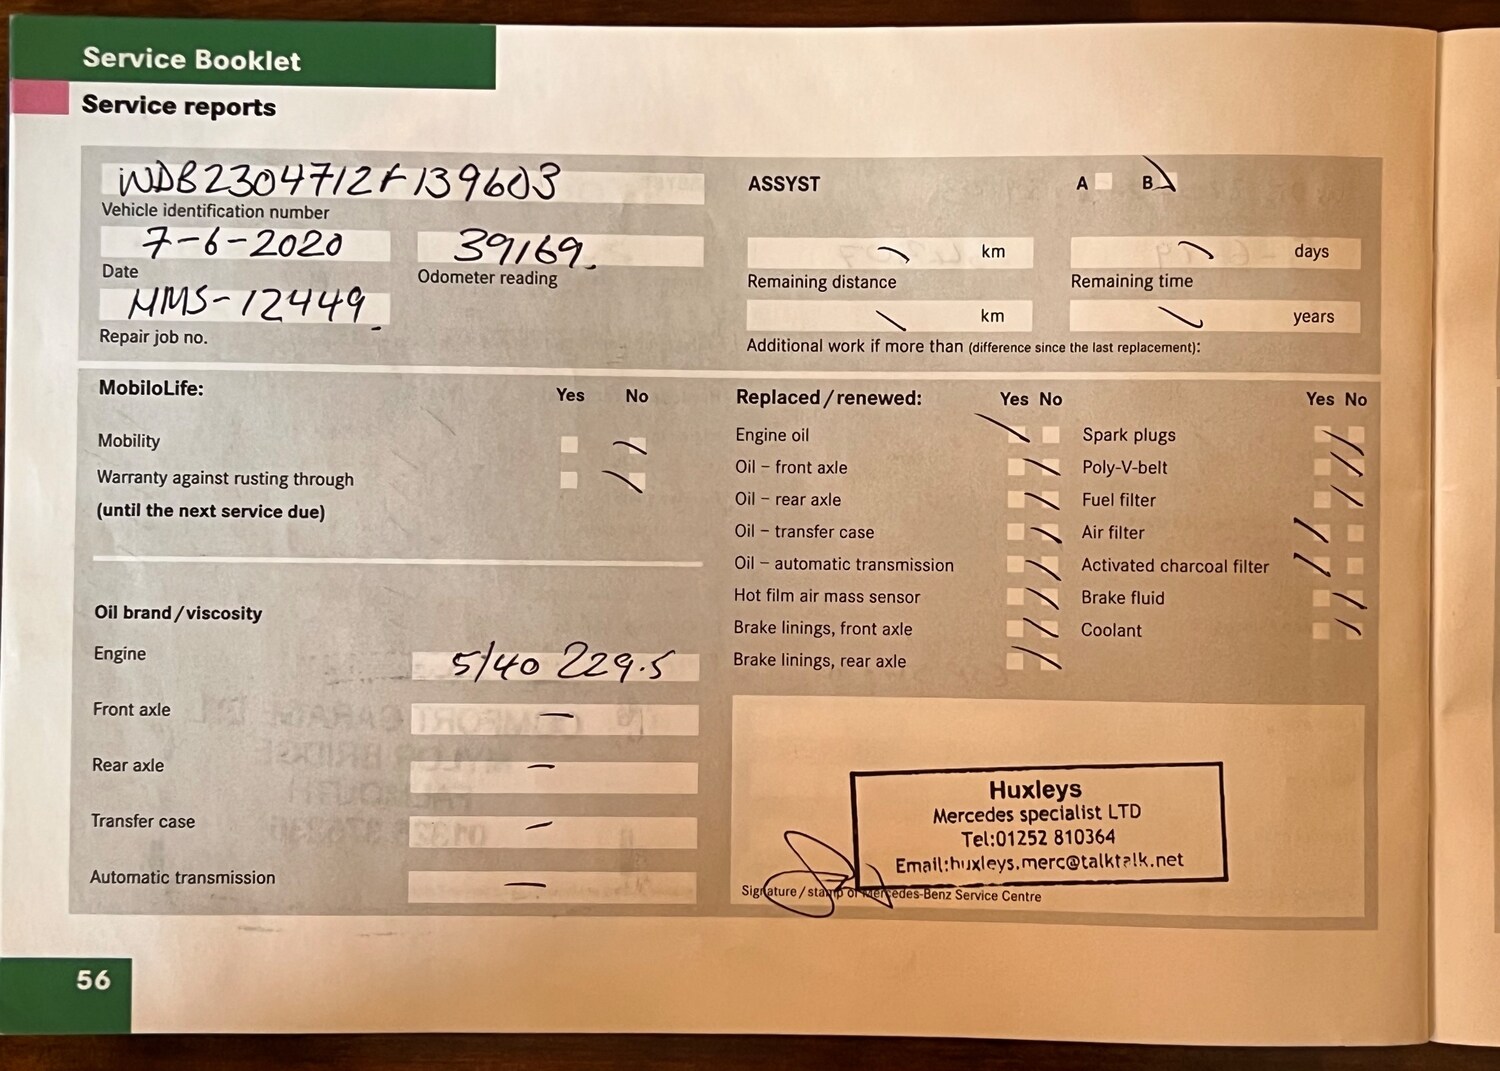 Service Booklet
Service reports
WDB2304712F139603
Vehicle identification number
7-6-2020 39169.
Date Odometer reading
MMS-12449.
Repair job no.
ASSYST A B
km days
Remaining distance Remaining time
km years
Additional work if more than (difference since the last replacement):
MobiloLife: Yes No
Mobility
Warranty against rusting through
(until the next service due)
Oil brand/viscosity
Engine 5/40 229.5
Front axle —
Rear axle —
Transfer case —
Automatic transmission —
Replaced/renewed: Yes No Yes No
Engine oil Spark plugs
Oil – front axle Poly-V-belt
Oil – rear axle Fuel filter
Oil – transfer case Air filter
Oil – automatic transmission Activated charcoal filter
Hot film air mass sensor Brake fluid
Brake linings, front axle Coolant
Brake linings, rear axle
Huxleys
Mercedes specialist LTD
Tel:01252 810364
Email:huxleys.merc@talktalk.net
Signature/stamp of Mercedes-Benz Service Centre
56